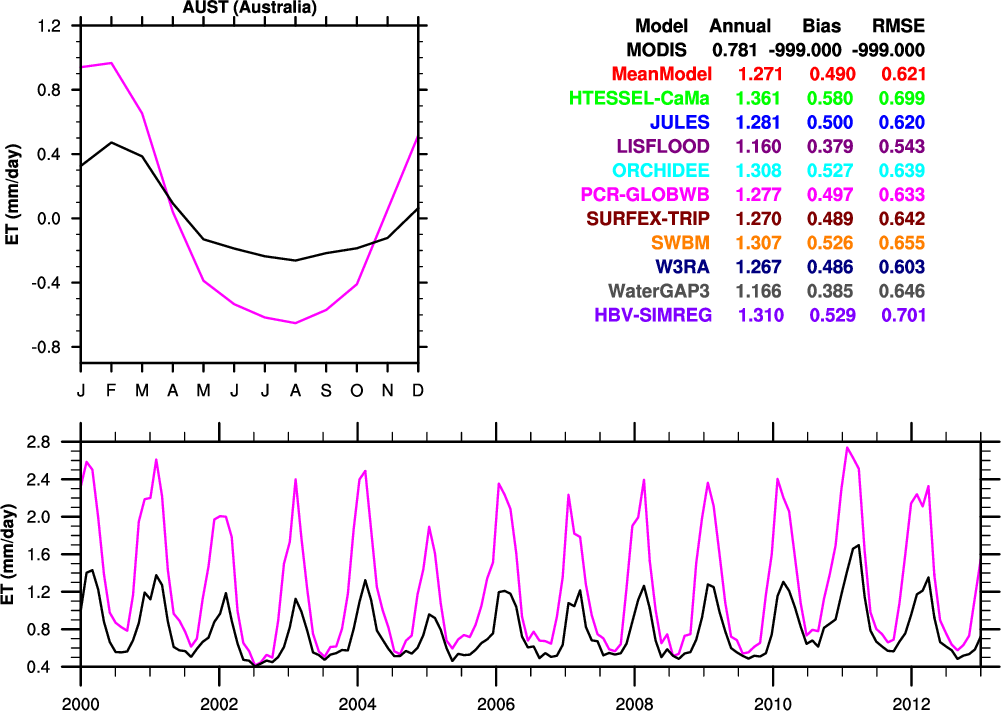 AUST (Australia)
1.2
0.8
0.4
0.0
-0.4
-0.8
ET (mm/day)
J F M A M J J A S O N D
Model Annual Bias RMSE
MODIS 0.781 -999.000 -999.000
MeanModel 1.271 0.490 0.621
HTESSEL-CaMa 1.361 0.580 0.699
JULES 1.281 0.500 0.620
LISFLOOD 1.160 0.379 0.543
ORCHIDEE 1.308 0.527 0.639
PCR-GLOBWB 1.277 0.497 0.633
SURFEX-TRIP 1.270 0.489 0.642
SWBM 1.307 0.526 0.655
W3RA 1.267 0.486 0.603
WaterGAP3 1.166 0.385 0.646
HBV-SIMREG 1.310 0.529 0.701
2.8
2.4
2.0
1.6
1.2
0.8
0.4
ET (mm/day)
2000 2002 2004 2006 2008 2010 2012